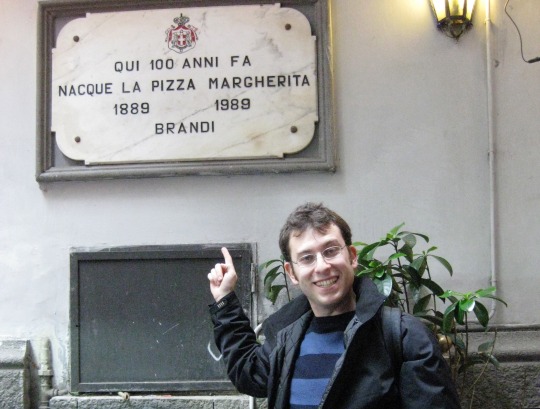 QUI 100 ANNI FA
NACQUE LA PIZZA MARGHERITA
1889 1989
BRANDI